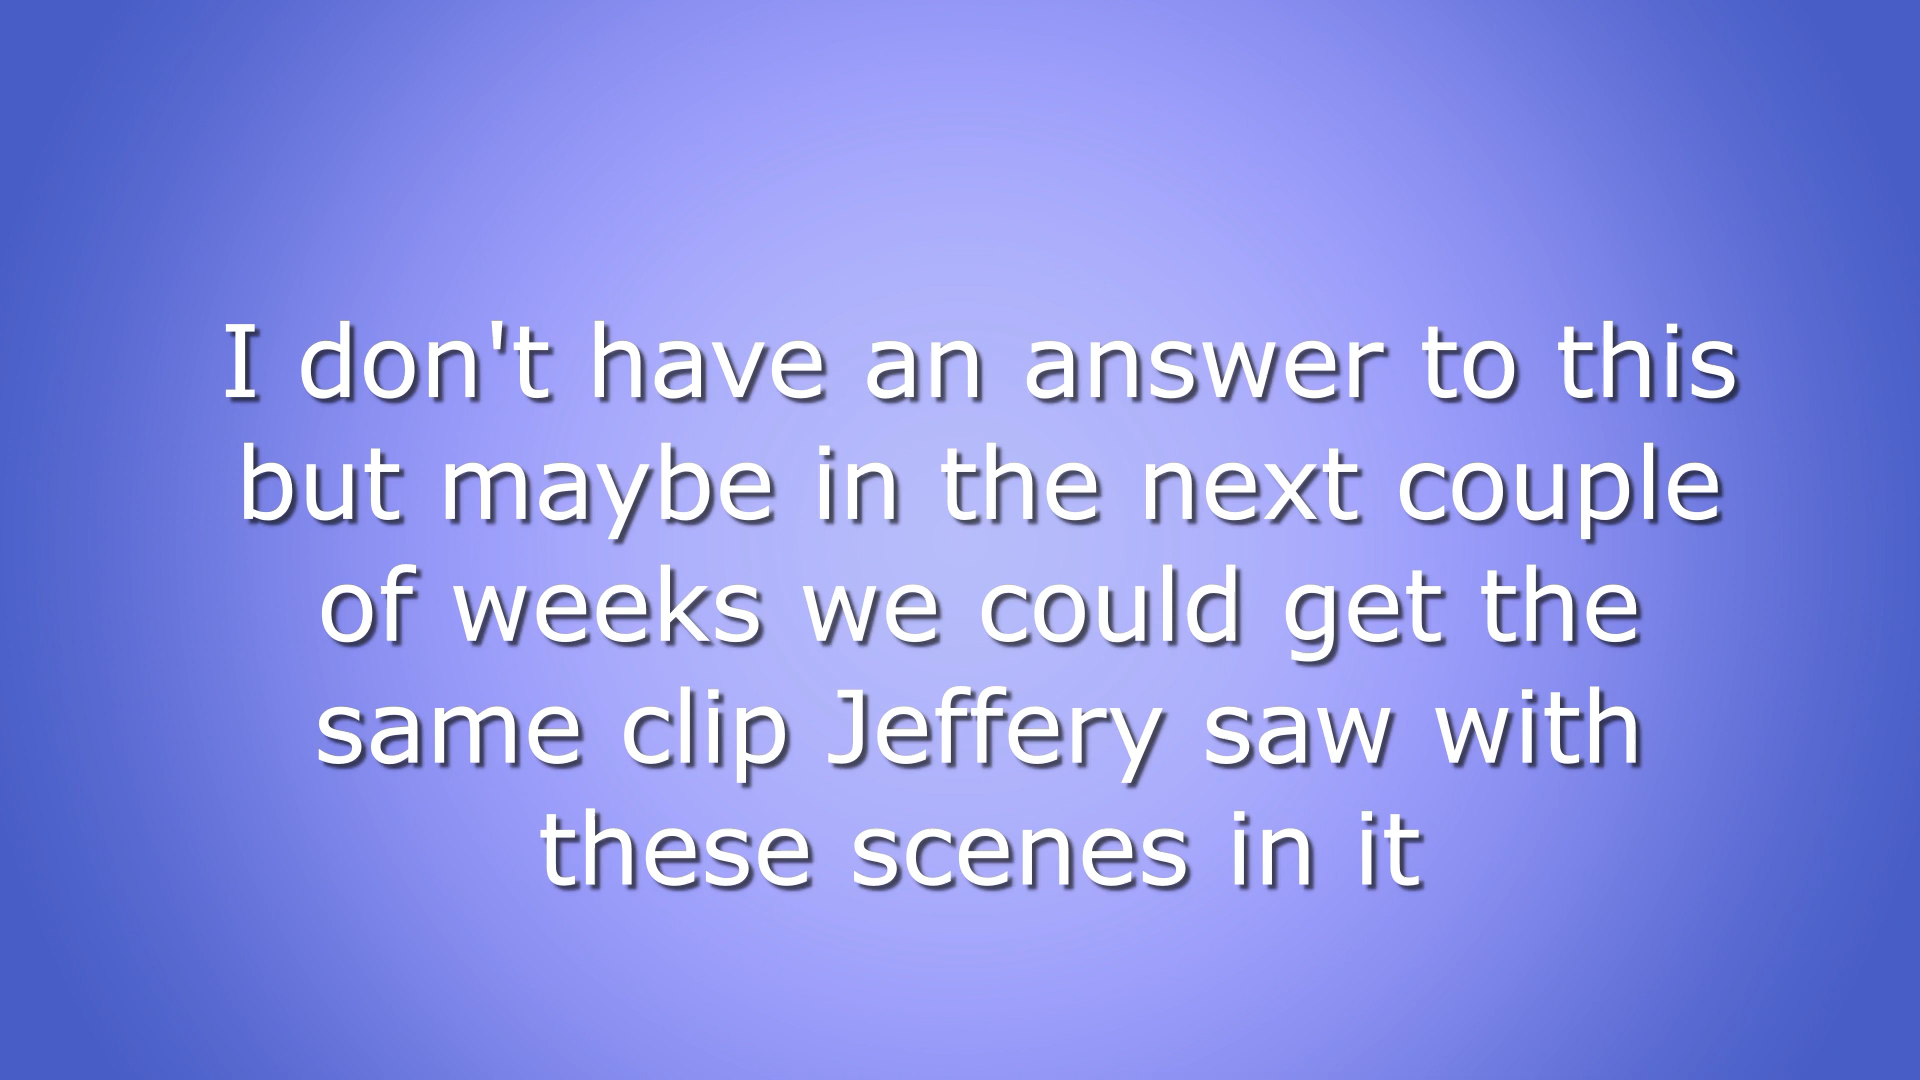 I don't have an answer to this
but maybe in the next couple
of weeks we could get the
same clip Jeffery saw with
these scenes in it